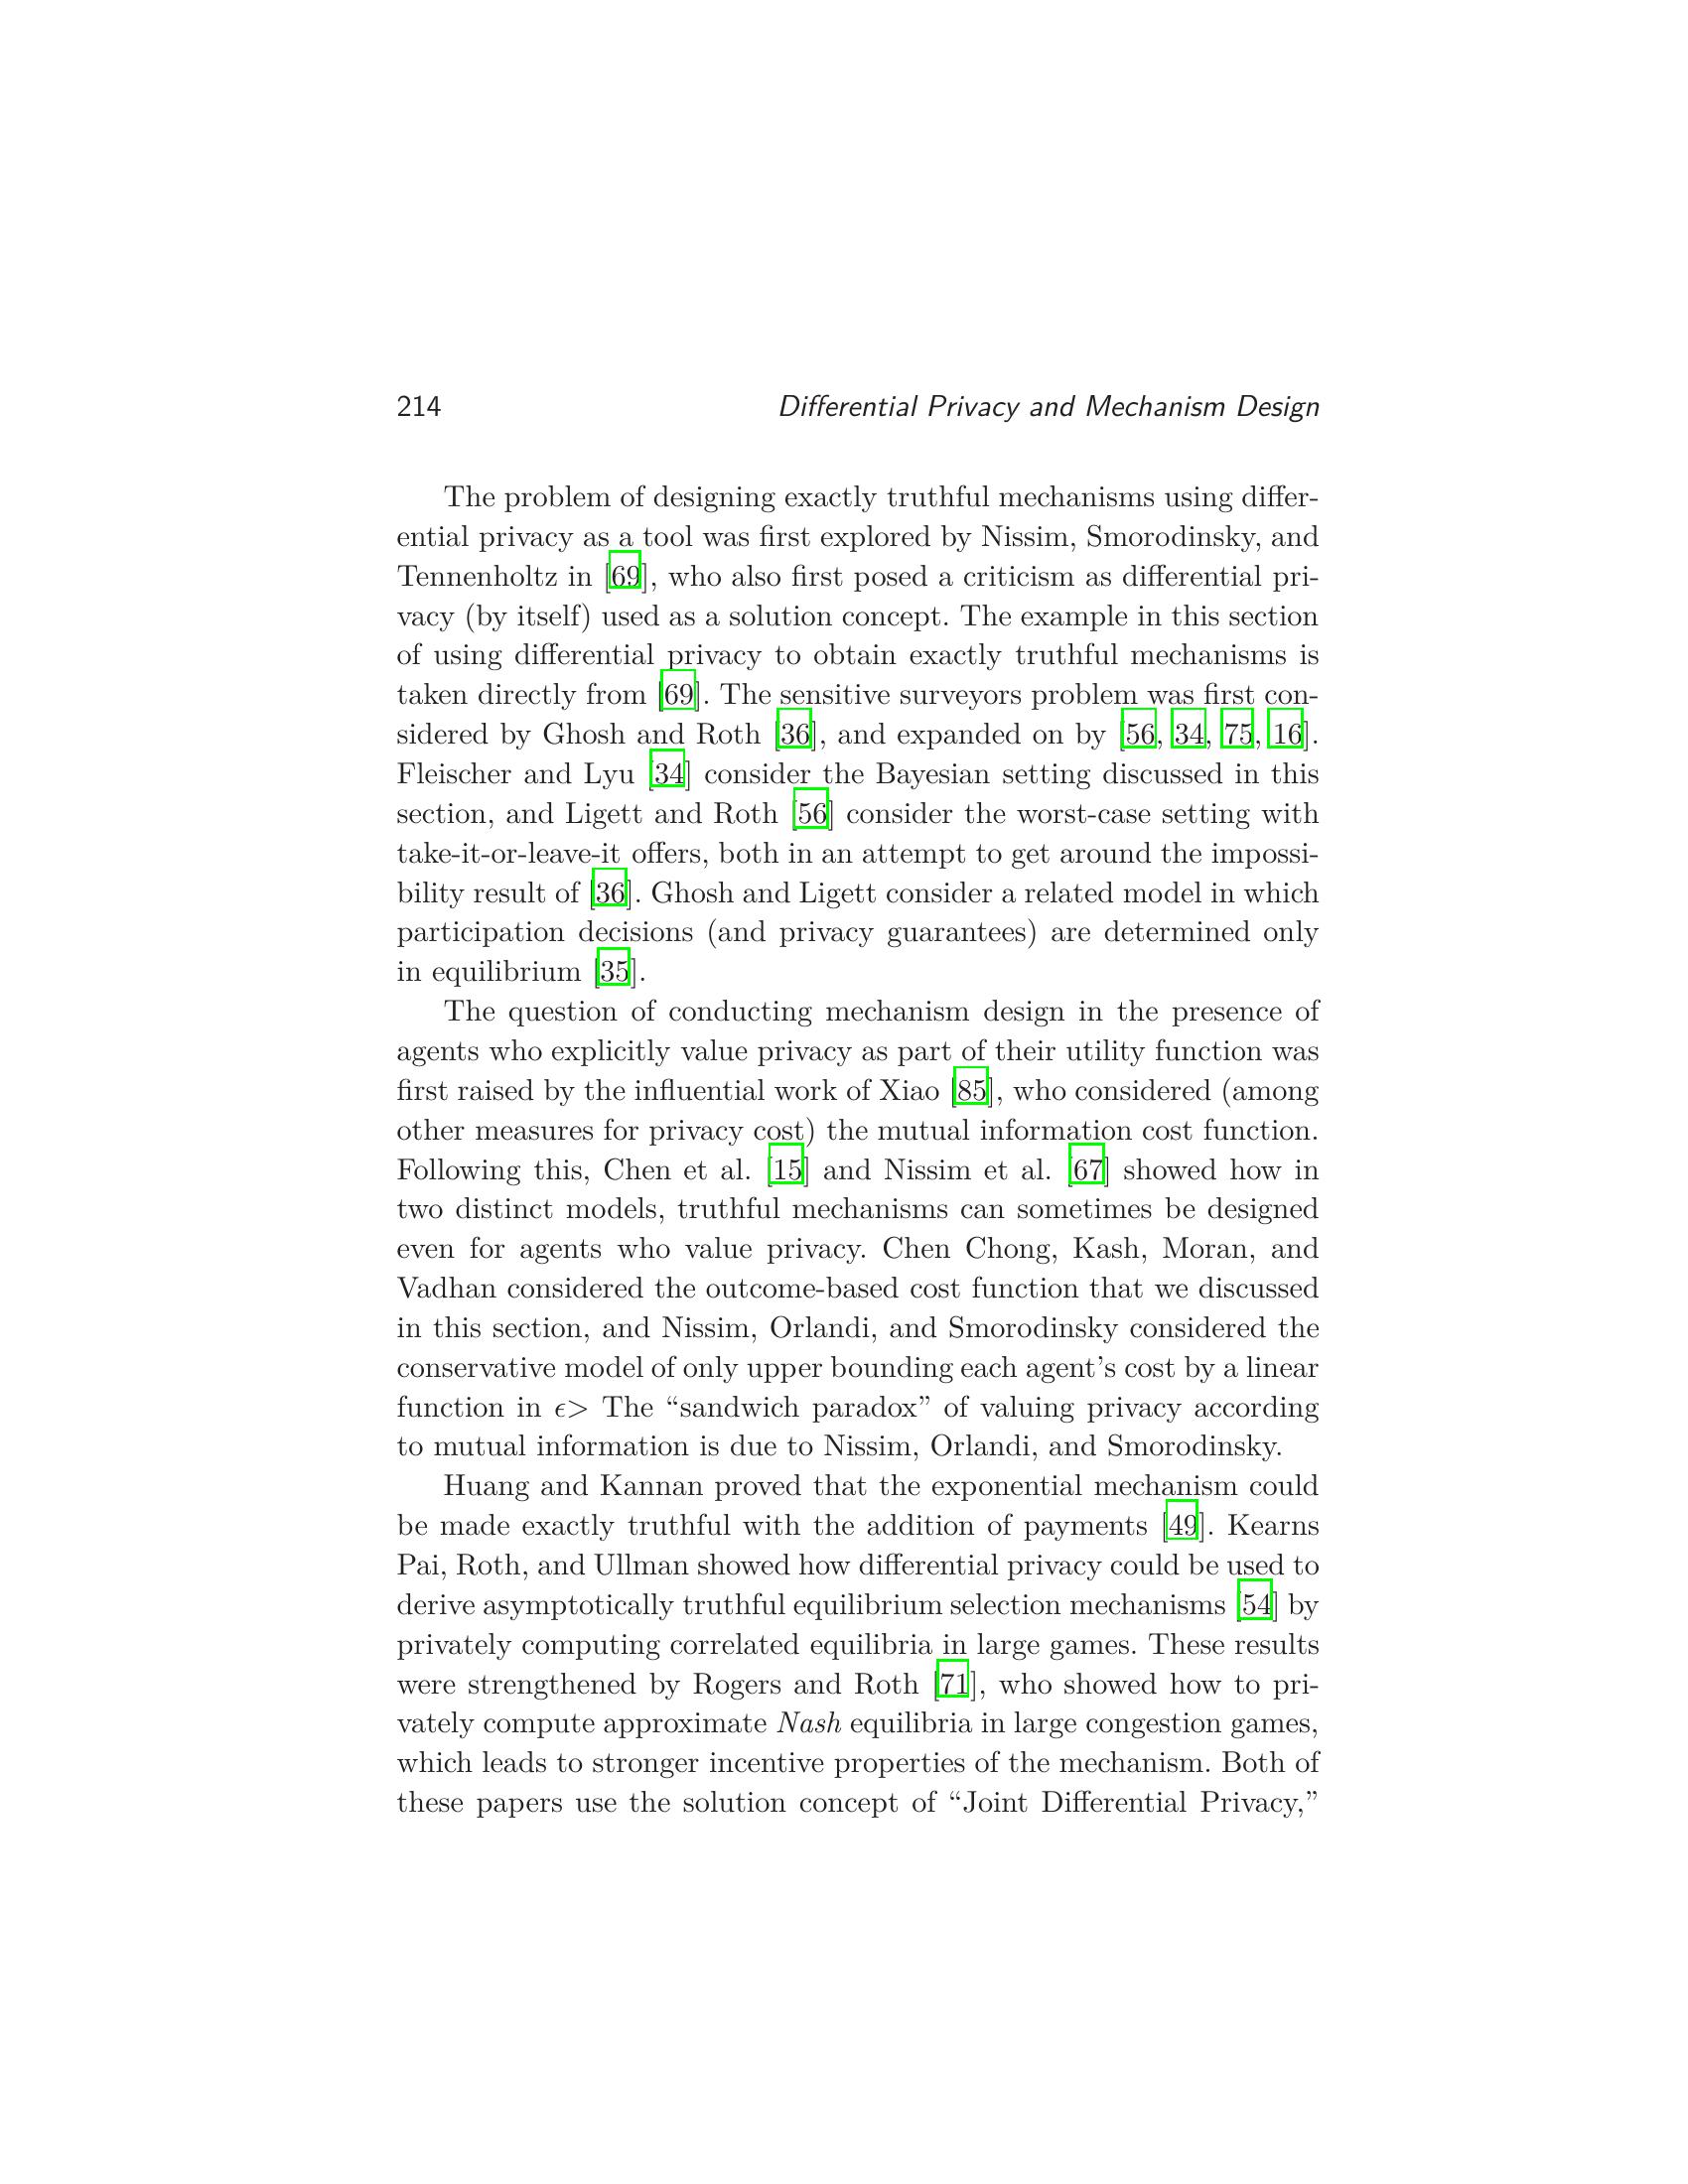 214 Differential Privacy and Mechanism Design
The problem of designing exactly truthful mechanisms using differ-
ential privacy as a tool was first explored by Nissim, Smorodinsky, and
Tennenholtz in [69], who also first posed a criticism as differential pri-
vacy (by itself) used as a solution concept. The example in this section
of using differential privacy to obtain exactly truthful mechanisms is
taken directly from [69]. The sensitive surveyors problem was first con-
sidered by Ghosh and Roth [36], and expanded on by [56, 34, 75, 16].
Fleischer and Lyu [34] consider the Bayesian setting discussed in this
section, and Ligett and Roth [56] consider the worst-case setting with
take-it-or-leave-it offers, both in an attempt to get around the impossi-
bility result of [36]. Ghosh and Ligett consider a related model in which
participation decisions (and privacy guarantees) are determined only
in equilibrium [35].
The question of conducting mechanism design in the presence of
agents who explicitly value privacy as part of their utility function was
first raised by the influential work of Xiao [85], who considered (among
other measures for privacy cost) the mutual information cost function.
Following this, Chen et al. [15] and Nissim et al. [67] showed how in
two distinct models, truthful mechanisms can sometimes be designed
even for agents who value privacy. Chen Chong, Kash, Moran, and
Vadhan considered the outcome-based cost function that we discussed
in this section, and Nissim, Orlandi, and Smorodinsky considered the
conservative model of only upper bounding each agent's cost by a linear
function in ϵ> The “sandwich paradox” of valuing privacy according
to mutual information is due to Nissim, Orlandi, and Smorodinsky.
Huang and Kannan proved that the exponential mechanism could
be made exactly truthful with the addition of payments [49]. Kearns
Pai, Roth, and Ullman showed how differential privacy could be used to
derive asymptotically truthful equilibrium selection mechanisms [54] by
privately computing correlated equilibria in large games. These results
were strengthened by Rogers and Roth [71], who showed how to pri-
vately compute approximate Nash equilibria in large congestion games,
which leads to stronger incentive properties of the mechanism. Both of
these papers use the solution concept of “Joint Differential Privacy,”